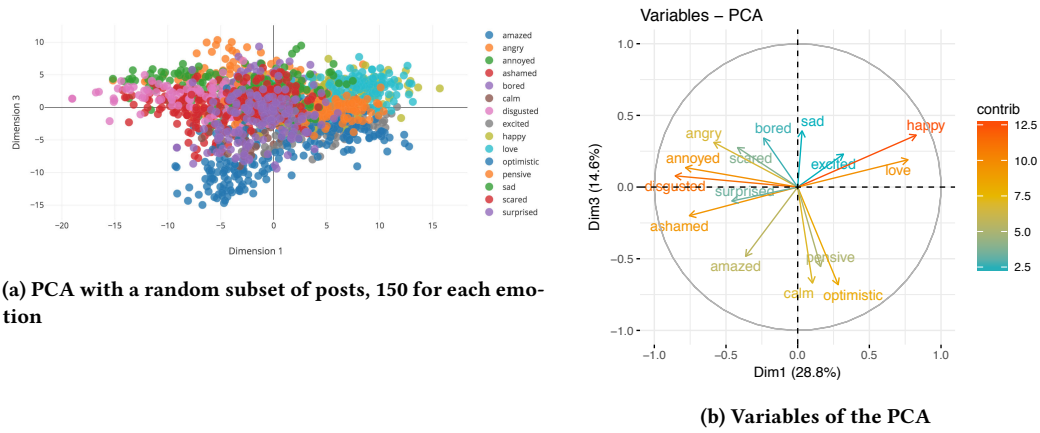 10
5
0
−5
−10
−15
−20
−15
−10
−5
0
5
10
15
Dimension 3
Dimension 1
amazed
angry
annoyed
ashamed
bored
calm
disgusted
excited
happy
love
optimistic
pensive
sad
scared
surprised
(a) PCA with a random subset of posts, 150 for each emo-
tion
Variables − PCA
1.0
0.5
0.0
−0.5
−1.0
−1.0
−0.5
0.0
0.5
1.0
Dim3 (14.6%)
Dim1 (28.8%)
angry
bored
sad
happy
annoyed
scared
excited
love
disgusted
surprised
ashamed
amazed
pensive
calm
optimistic
contrib
12.5
10.0
7.5
5.0
2.5
(b) Variables of the PCA